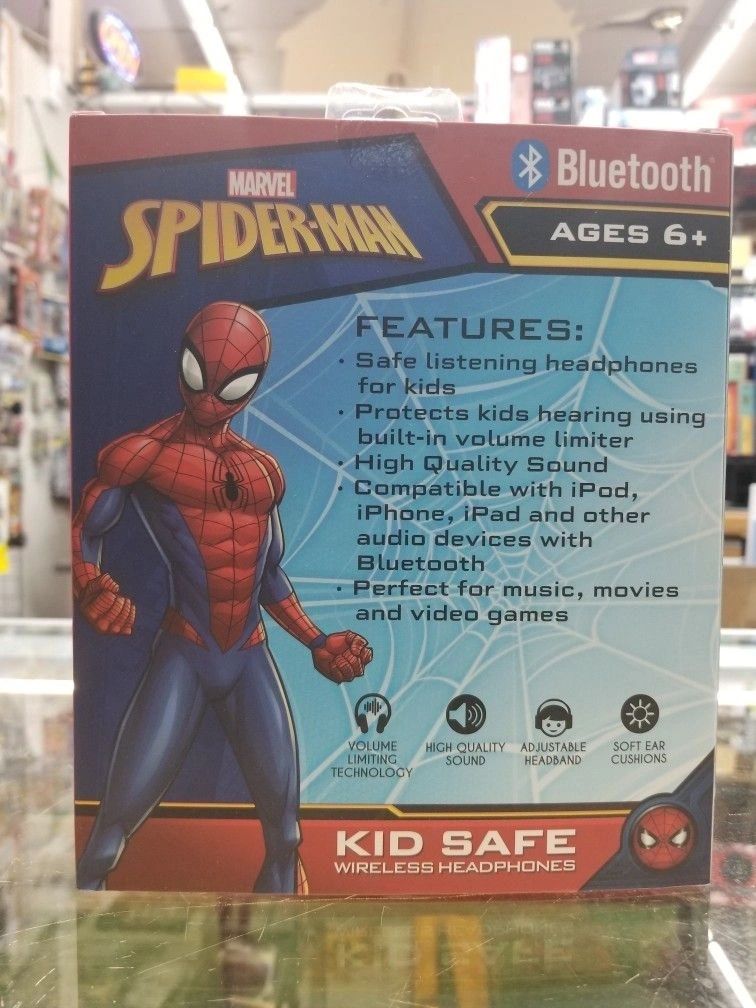 MARVEL
SPIDER-MAN
Bluetooth
AGES 6+
FEATURES:
• Safe listening headphones
for kids
• Protects kids hearing using
built-in volume limiter
• High Quality Sound
• Compatible with iPod,
iPhone, iPad and other
audio devices with
Bluetooth
• Perfect for music, movies
and video games
VOLUME
LIMITING
TECHNOLOGY
HIGH QUALITY
SOUND
ADJUSTABLE
HEADBAND
SOFT EAR
CUSHIONS
KID SAFE
WIRELESS HEADPHONES